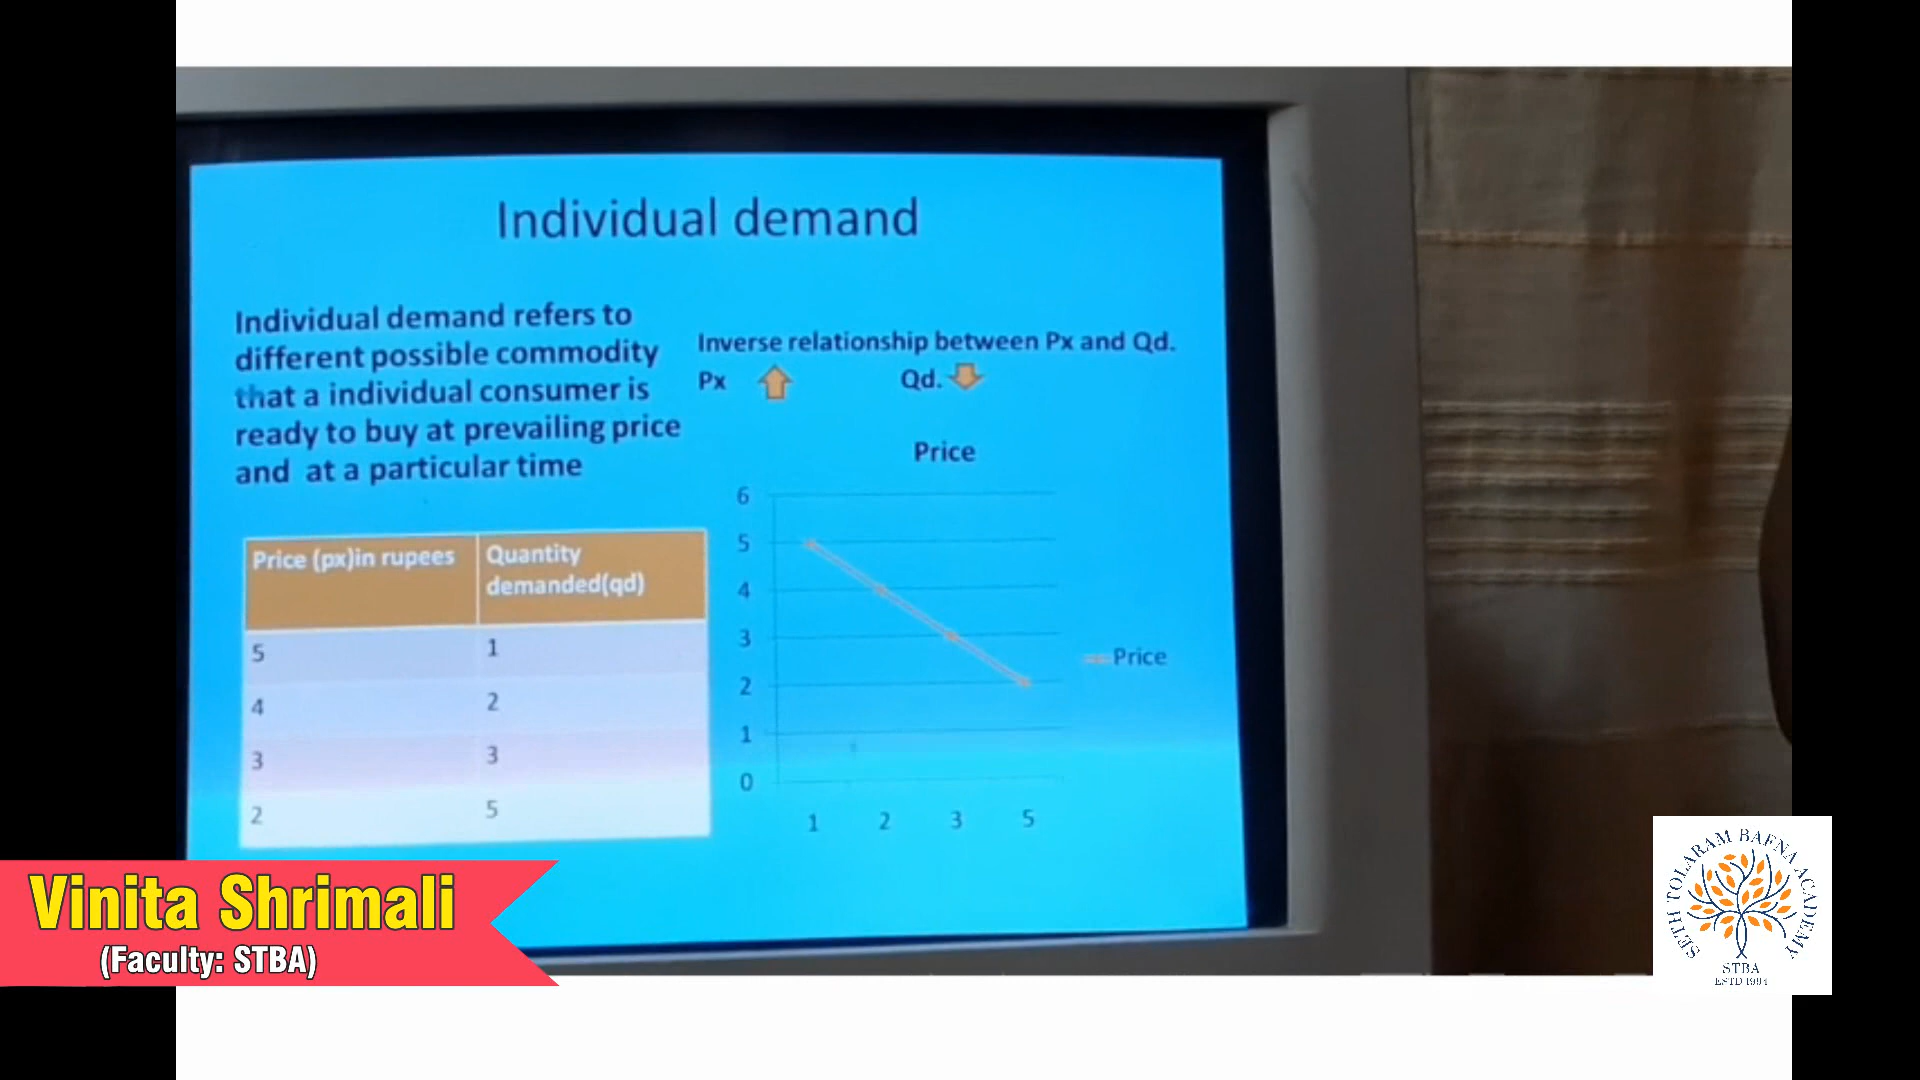 Individual demand
Individual demand refers to
different possible commodity
that a individual consumer is
ready to buy at prevailing price
and at a particular time
Inverse relationship between Px and Qd.
Px Qd.
Price (px)in rupees Quantity
demanded(qd)
5 1
4 2
3 3
2 5
Price
6
5
4
3
2
1
0
1 2 3 5
Price
Vinita Shrimali
(Faculty: STBA)
SETH TOLARAM BAFNA ACADEMY
STBA
ESTD 1994